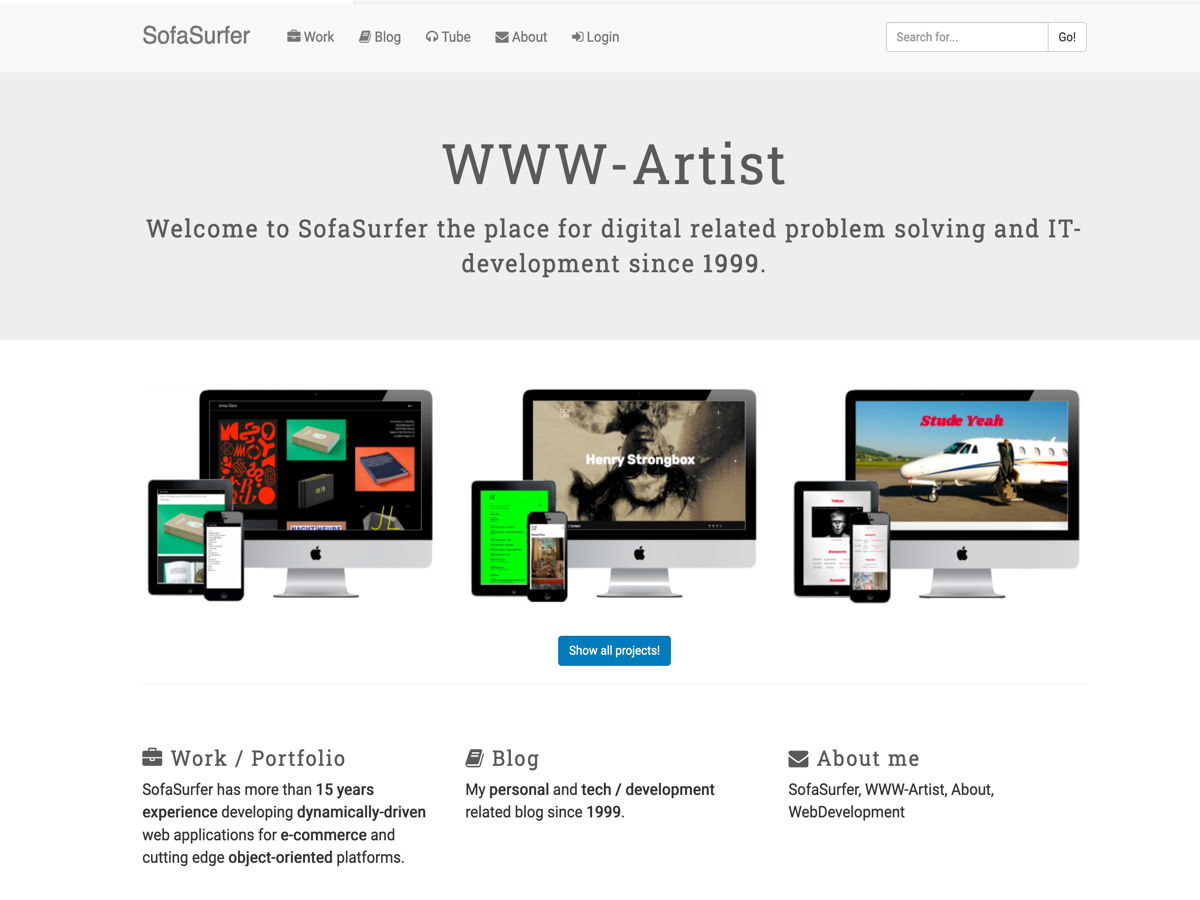 SofaSurfer
Work
Blog
Tube
About
Login
Search for...
Go!
WWW-Artist
Welcome to SofaSurfer the place for digital related problem solving and IT-
development since 1999.
Henry Strongbox
Stude Yeah
Show all projects!
Work / Portfolio
SofaSurfer has more than 15 years
experience developing dynamically-driven
web applications for e-commerce and
cutting edge object-oriented platforms.
Blog
My personal and tech / development
related blog since 1999.
About me
SofaSurfer, WWW-Artist, About,
WebDevelopment